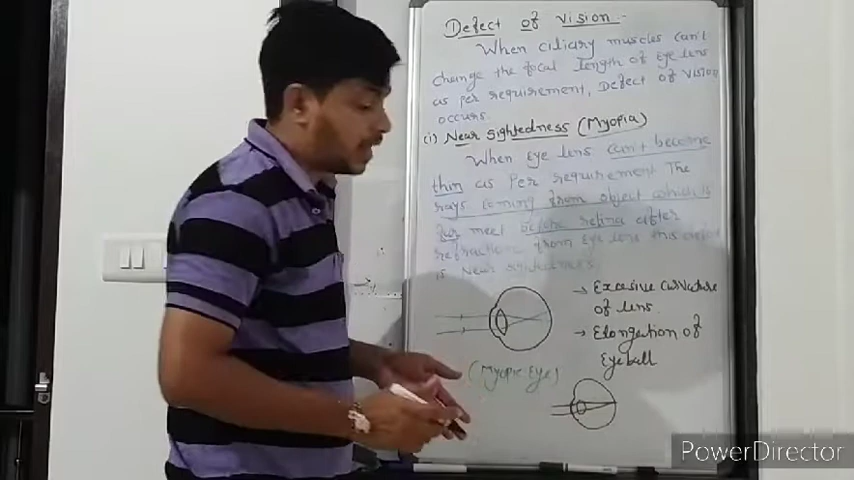 Defect of vision :-
When ciliary muscles can't
change the focal length of eye lens
as per requirement, Defect of vision
occurs.
(i) Near sightedness (Myopia)
When Eye lens can't become
thin as Per requirement The
rays coming from object which is
far meet before retina after
refraction from Eye lens this defect
is Near sightedness
→ Excesive Curvature
of lens.
→ Elongation of
Eyeball
(Myopic Eye)
PowerDirector